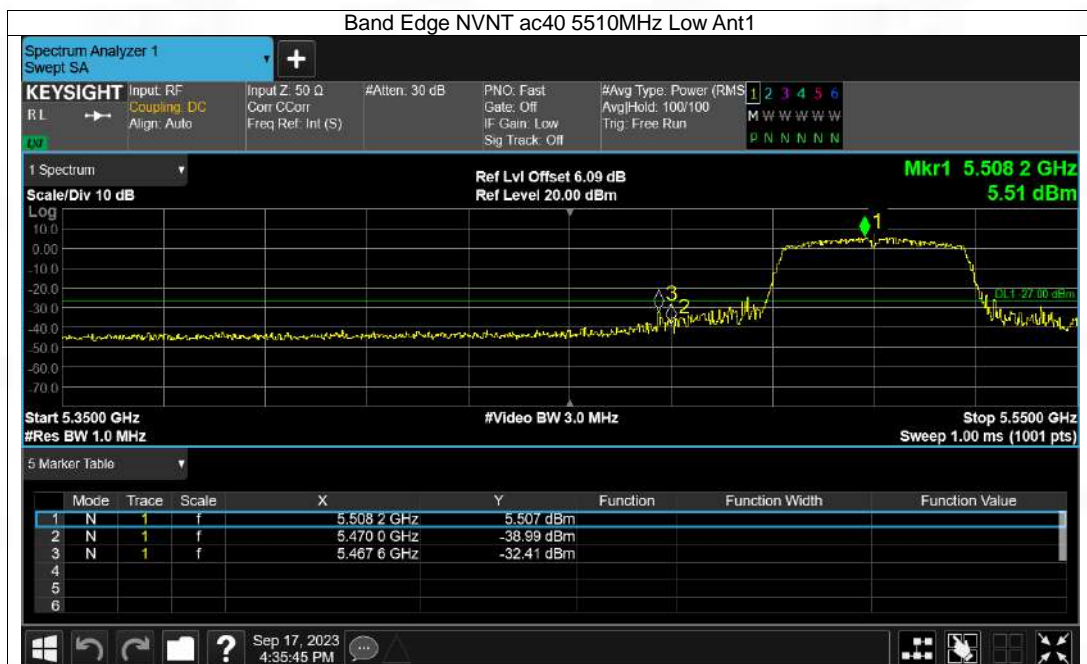 Band Edge NVNT ac40 5510MHz Low Ant1
Spectrum Analyzer 1
Swept SA
+
KEYSIGHT Input: RF Input Z: 50 Ω #Atten: 30 dB PNO: Fast #Avg Type: Power (RMS 1 2 3 4 5 6
RL Coupling: DC Corr CCorr Gate: Off Avg|Hold: 100/100 M W W W W W
Align: Auto Freq Ref: Int (S) IF Gain: Low Trig: Free Run
LXI Sig Track: Off P N N N N N
1 Spectrum Ref Lvl Offset 6.09 dB Mkr1 5.508 2 GHz
Scale/Div 10 dB Ref Level 20.00 dBm 5.51 dBm
Log
10.0
1
0.00
-10.0
-20.0
3
DL1 -27.00 dBm
-30.0
2
-40.0
-50.0
-60.0
-70.0
Start 5.3500 GHz #Video BW 3.0 MHz Stop 5.5500 GHz
#Res BW 1.0 MHz Sweep 1.00 ms (1001 pts)
5 Marker Table
Mode Trace Scale X Y Function Function Width Function Value
1 N 1 f 5.508 2 GHz 5.507 dBm
2 N 1 f 5.470 0 GHz -38.99 dBm
3 N 1 f 5.467 6 GHz -32.41 dBm
4
5
6
? Sep 17, 2023
4:35:45 PM